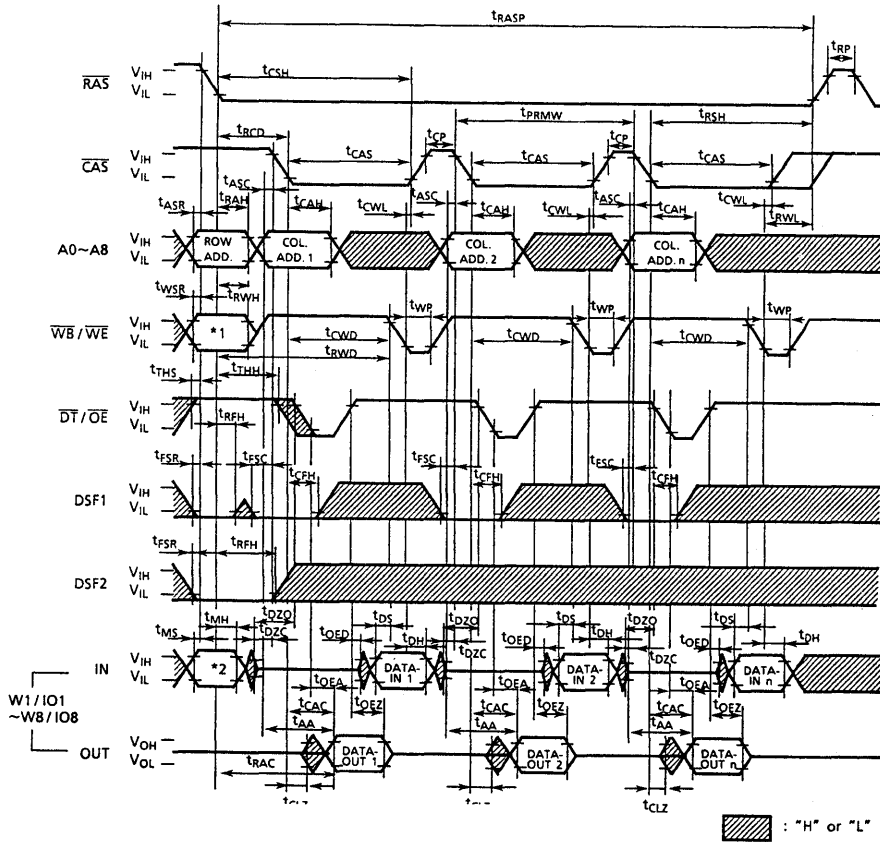 tRASP
tRP
RAS
VIH
VIL
tCSH
tPRMW
tRSH
tRCD
tCP
tCP
CAS
VIH
VIL
tCAS
tCAS
tCAS
tASC
tASC
tASC
tASR
tRAH
tCAH
tCWL
tCAH
tCWL
tCAH
tCWL
tRWL
A0~A8
VIH
VIL
ROW ADD.
COL. ADD. 1
COL. ADD. 2
COL. ADD. n
tWSR
tRWH
tWP
tWP
tWP
WB/WE
VIH
VIL
*1
tCWD
tCWD
tCWD
tRWD
tTHS
tTHH
DT/OE
VIH
VIL
tRFH
tFSR
tFSC
tCFH
tFSC
tCFH
tFSC
tCFH
DSF1
VIH
VIL
tFSR
tRFH
DSF2
VIH
VIL
tMH
tDZO
tDS
tDZO
tDS
tDZO
tDS
tMS
tDZC
tOED
tDH
tDZC
tOED
tDH
tDZC
tOED
tDH
IN
VIH
VIL
*2
DATA-IN 1
DATA-IN 2
DATA-IN n
W1/IO1
~W8/IO8
tOEA
tOEA
tOEA
tCAC
tOEZ
tCAC
tOEZ
tCAC
tOEZ
tAA
tAA
tAA
OUT
VOH
VOL
DATA-OUT 1
DATA-OUT 2
DATA-OUT n
tRAC
tCLZ
tCLZ
tCLZ
: "H" or "L"